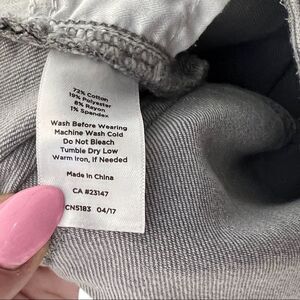 72% Cotton
19% Polyester
8% Rayon
1% Spandex
Wash Before Wearing
Machine Wash Cold
Do Not Bleach
Tumble Dry Low
Warm Iron, If Needed
Made in China
CA #23147
CNS183 04/17